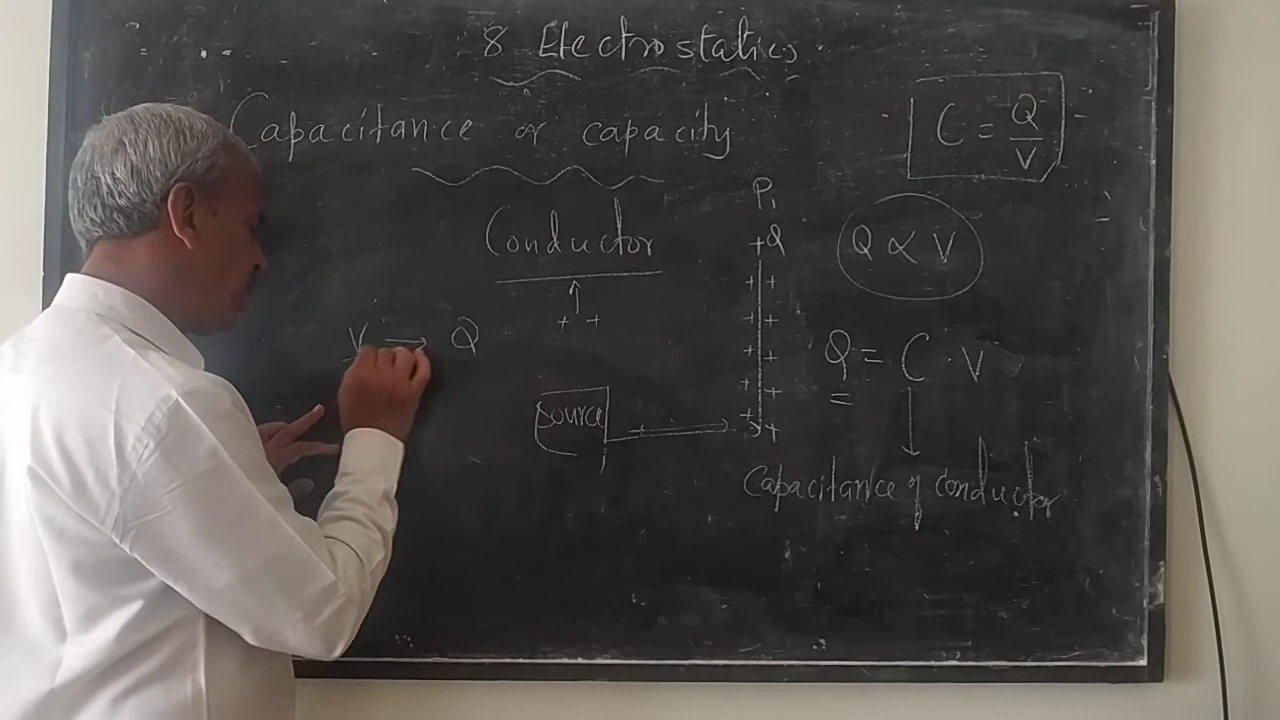 8 Electrostatics
Capacitance or capacity
C = Q/V
P₁
Conductor
+Q
Q ∝ V
+ +
+ +
+ +
V → Q
+ +
Q = C · V
+ +
source
+
+ +
Capacitance of conductor